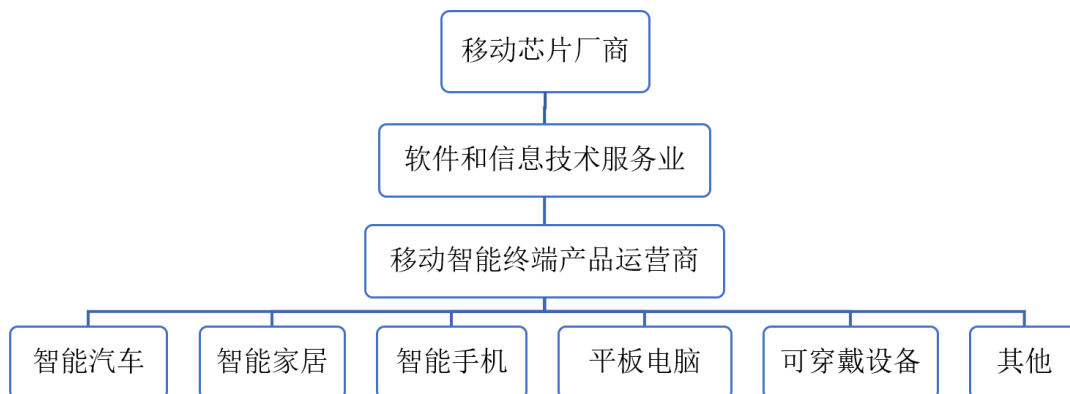 移动芯片厂商
软件和信息技术服务业
移动智能终端产品运营商
智能汽车
智能家居
智能手机
平板电脑
可穿戴设备
其他